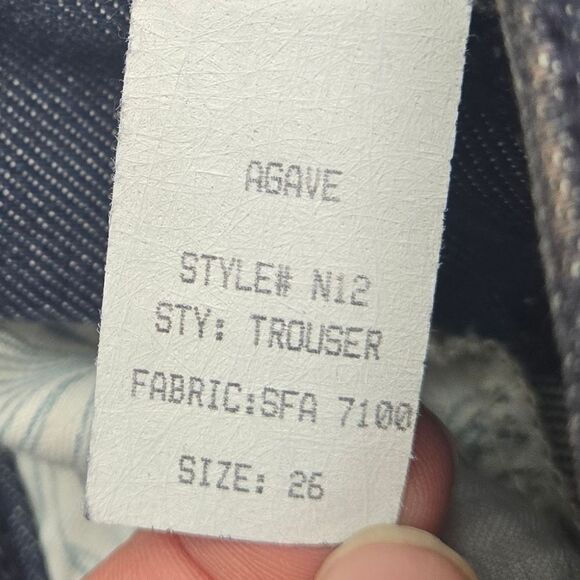 AGAVE
STYLE# N12
STY: TROUSER
FABRIC:SFA 7100
SIZE: 26